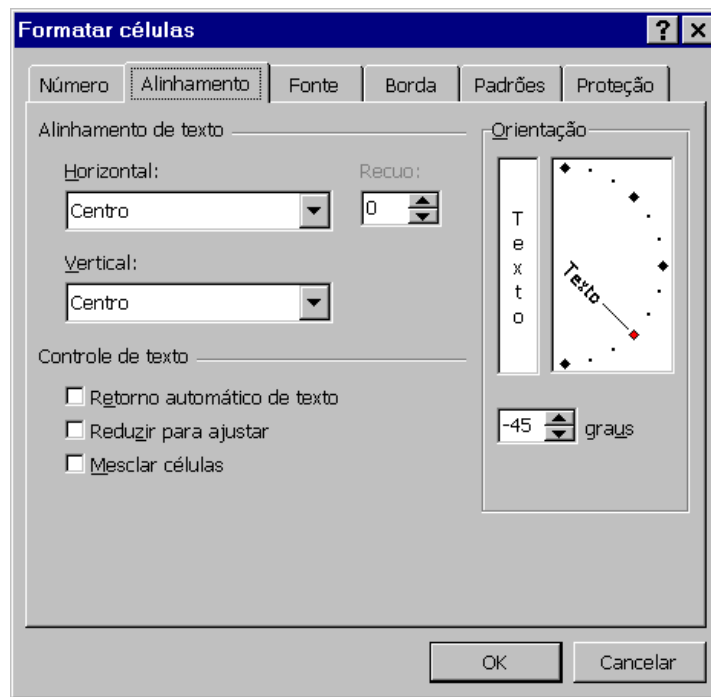 Formatar células
Número Alinhamento Fonte Borda Padrões Proteção
Alinhamento de texto
Horizontal: Recuo:
Centro 0
Vertical:
Centro
Controle de texto
Retorno automático de texto
Reduzir para ajustar
Mesclar células
Orientação
Texto
Texto
-45 graus
OK Cancelar